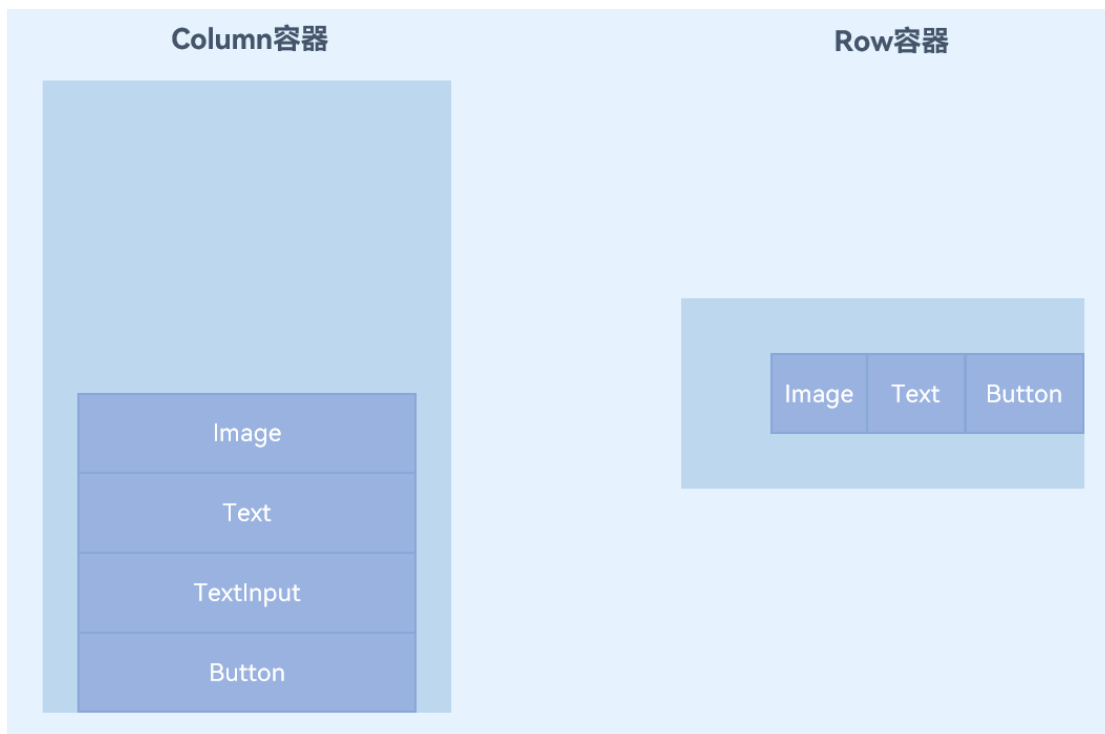 Column容器
Row容器
Image
Text
TextInput
Button
Image
Text
Button